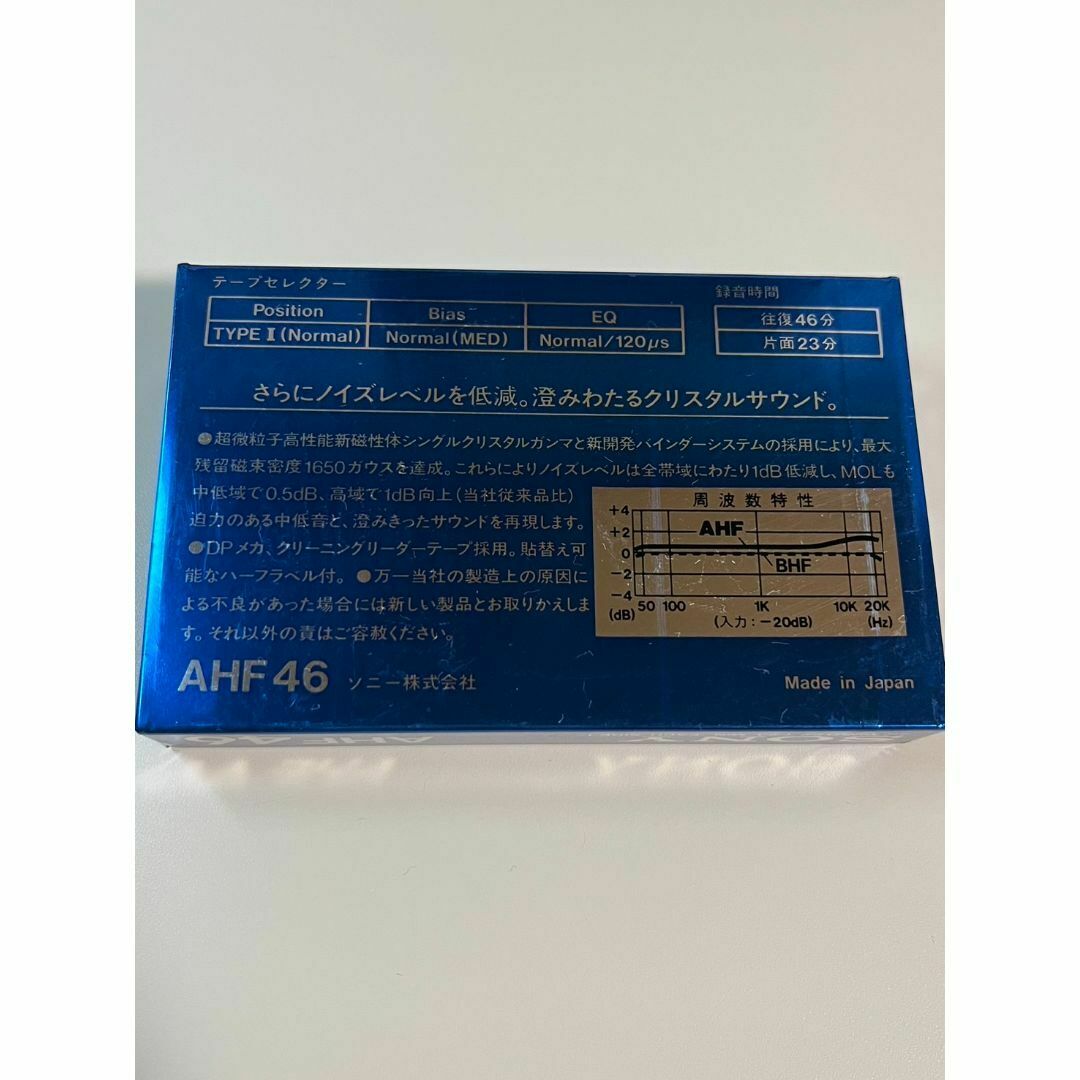 テープセレクター
録音時間
Position Bias EQ
TYPE I (Normal) Normal(MED) Normal/120μs
往復46分
片面23分
さらにノイズレベルを低減。澄みわたるクリスタルサウンド。
●超微粒子高性能新磁性体シングルクリスタルガンマと新開発バインダーシステムの採用により、最大
残留磁束密度1650ガウスを達成。これらによりノイズレベルは全帯域にわたり1dB低減し、MOLも
中低域で0.5dB、高域で1dB向上(当社従来品比)
迫力のある中低音と、澄みきったサウンドを再現します。
●DPメカ、クリーニングリーダーテープ採用。貼替え可
能なハーフラベル付。●万一当社の製造上の原因に
よる不良があった場合には新しい製品とお取りかえしま
す。それ以外の責はご容赦ください。
周波数特性
+4
+2
0
−2
−4
AHF
BHF
50 100 1K 10K 20K
(dB) (入力:−20dB) (Hz)
AHF46 ソニー株式会社
Made in Japan
SONY
AHF46